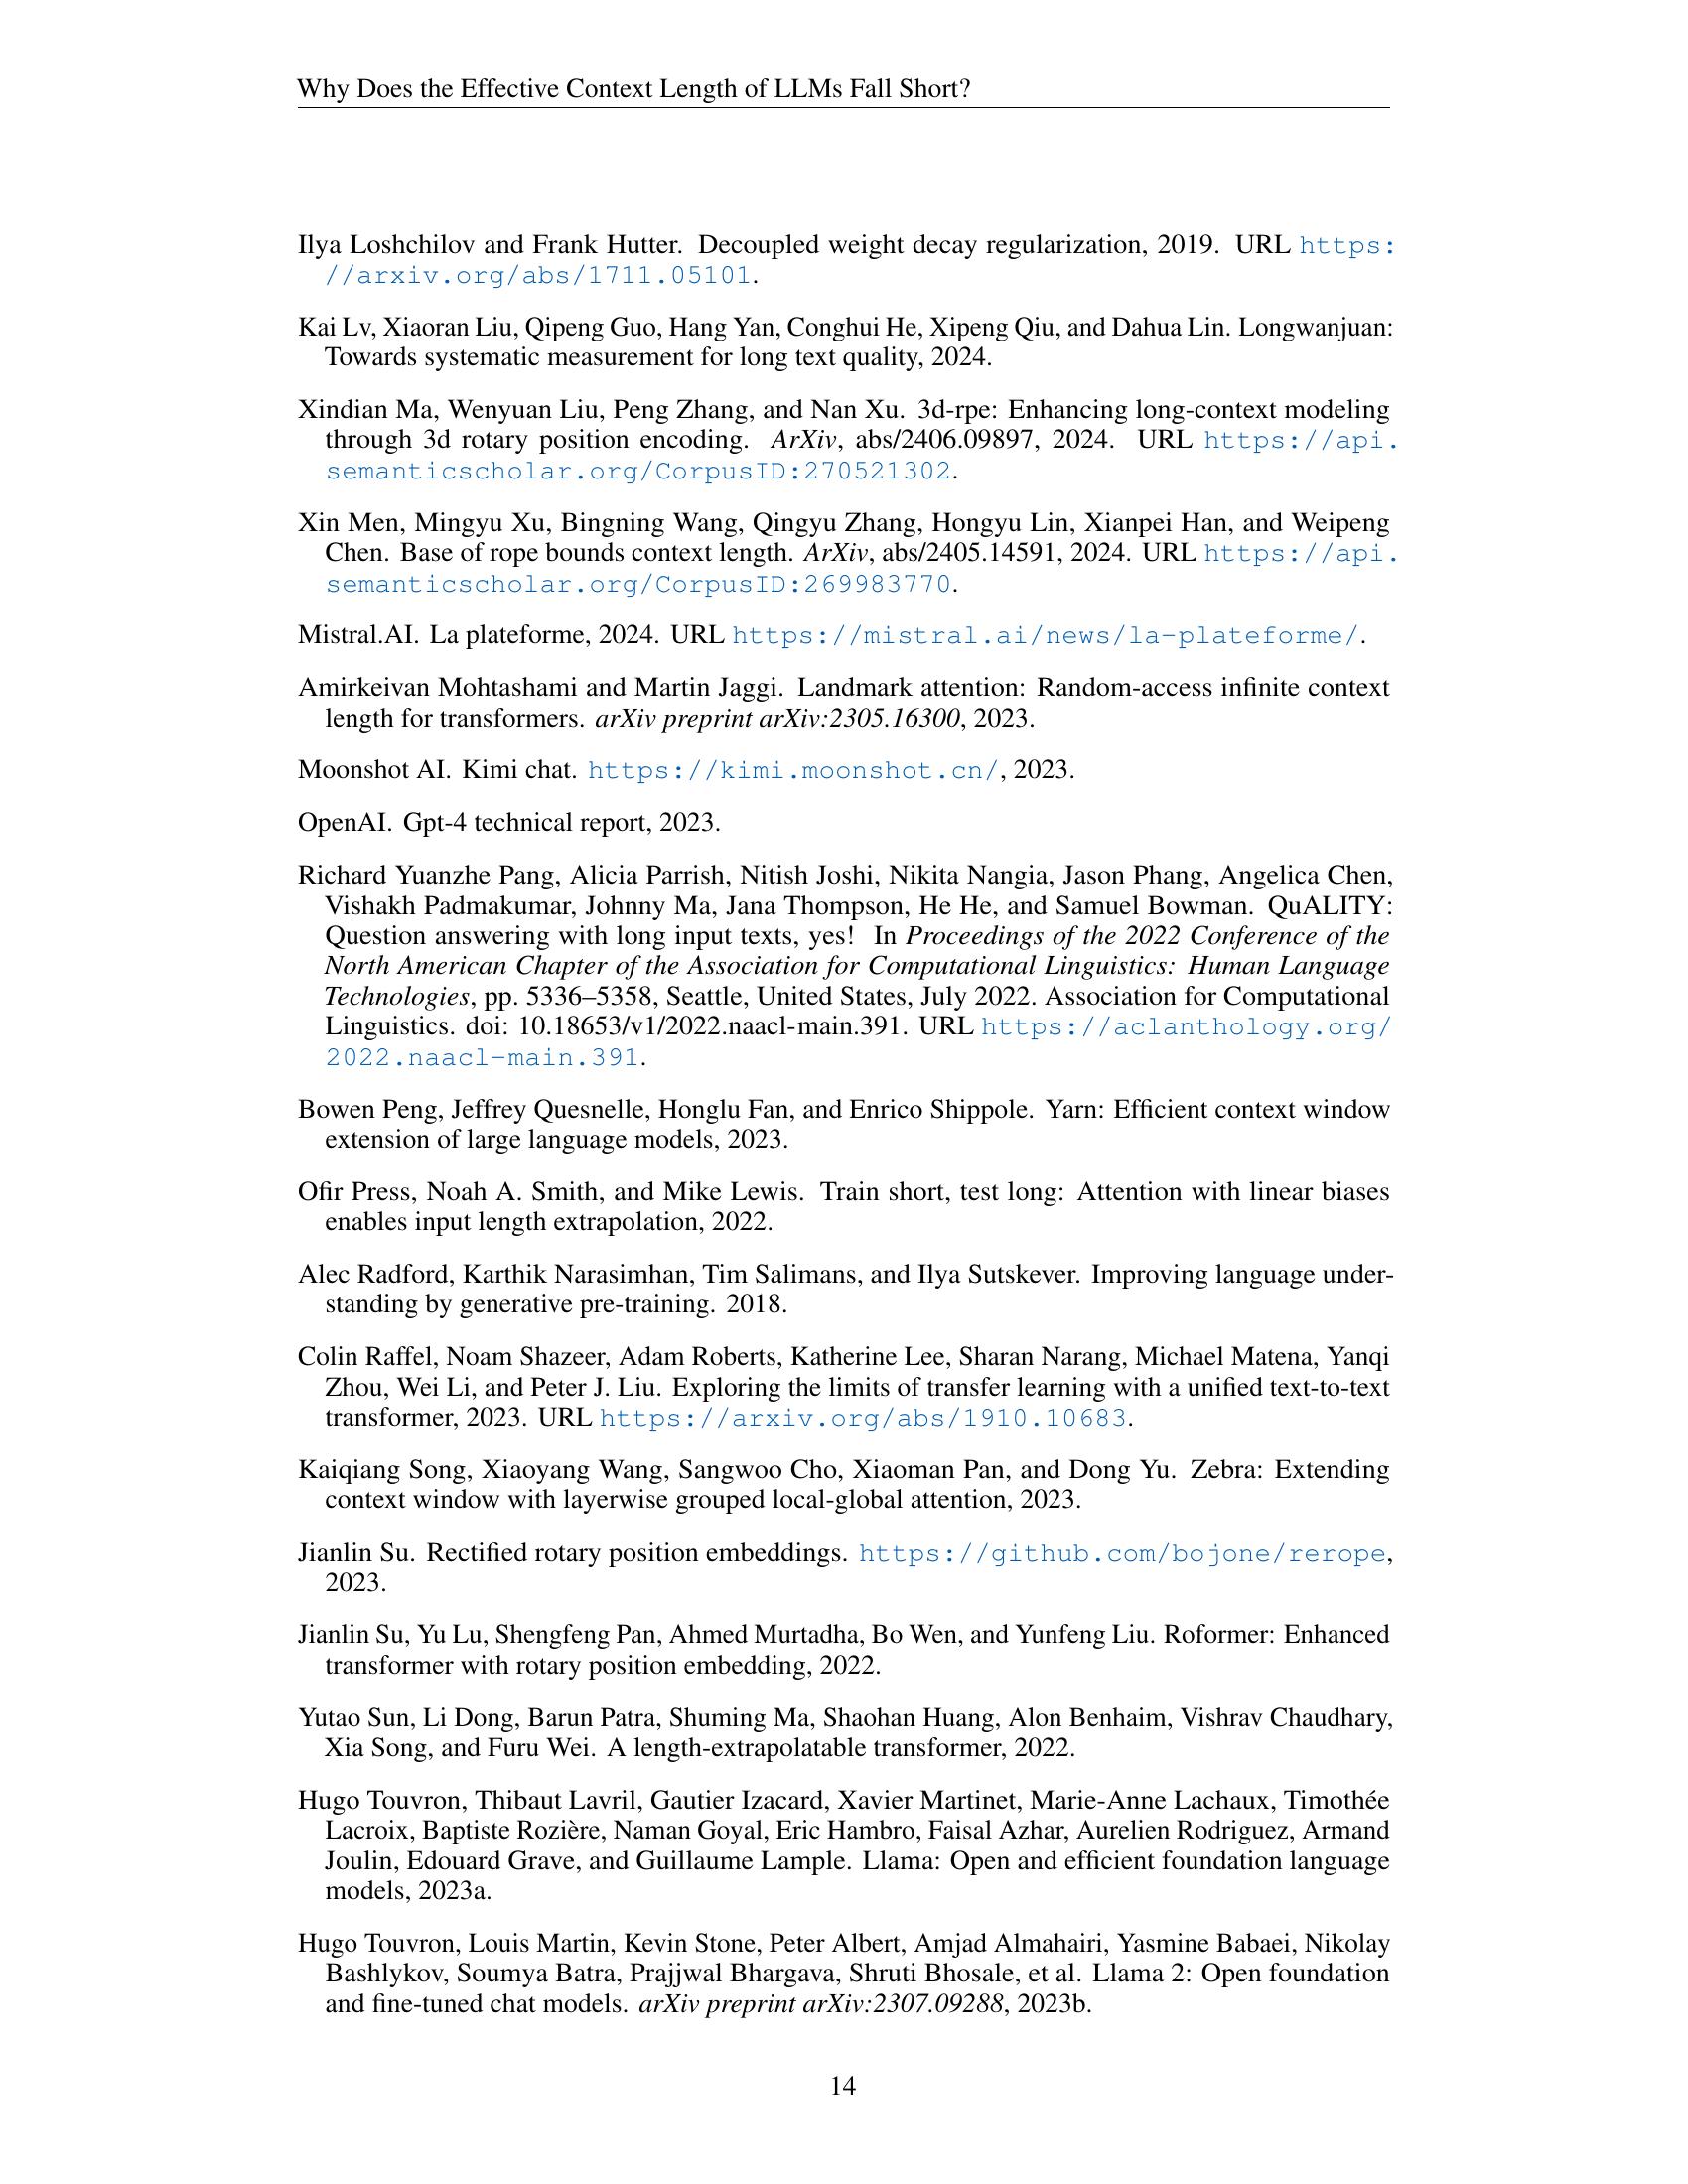 Why Does the Effective Context Length of LLMs Fall Short?
Ilya Loshchilov and Frank Hutter. Decoupled weight decay regularization, 2019. URL https:
//arxiv.org/abs/1711.05101.
Kai Lv, Xiaoran Liu, Qipeng Guo, Hang Yan, Conghui He, Xipeng Qiu, and Dahua Lin. Longwanjuan:
Towards systematic measurement for long text quality, 2024.
Xindian Ma, Wenyuan Liu, Peng Zhang, and Nan Xu. 3d-rpe: Enhancing long-context modeling
through 3d rotary position encoding. ArXiv, abs/2406.09897, 2024. URL https://api.
semanticscholar.org/CorpusID:270521302.
Xin Men, Mingyu Xu, Bingning Wang, Qingyu Zhang, Hongyu Lin, Xianpei Han, and Weipeng
Chen. Base of rope bounds context length. ArXiv, abs/2405.14591, 2024. URL https://api.
semanticscholar.org/CorpusID:269983770.
Mistral.AI. La plateforme, 2024. URL https://mistral.ai/news/la-plateforme/.
Amirkeivan Mohtashami and Martin Jaggi. Landmark attention: Random-access infinite context
length for transformers. arXiv preprint arXiv:2305.16300, 2023.
Moonshot AI. Kimi chat. https://kimi.moonshot.cn/, 2023.
OpenAI. Gpt-4 technical report, 2023.
Richard Yuanzhe Pang, Alicia Parrish, Nitish Joshi, Nikita Nangia, Jason Phang, Angelica Chen,
Vishakh Padmakumar, Johnny Ma, Jana Thompson, He He, and Samuel Bowman. QuALITY:
Question answering with long input texts, yes! In Proceedings of the 2022 Conference of the
North American Chapter of the Association for Computational Linguistics: Human Language
Technologies, pp. 5336–5358, Seattle, United States, July 2022. Association for Computational
Linguistics. doi: 10.18653/v1/2022.naacl-main.391. URL https://aclanthology.org/
2022.naacl-main.391.
Bowen Peng, Jeffrey Quesnelle, Honglu Fan, and Enrico Shippole. Yarn: Efficient context window
extension of large language models, 2023.
Ofir Press, Noah A. Smith, and Mike Lewis. Train short, test long: Attention with linear biases
enables input length extrapolation, 2022.
Alec Radford, Karthik Narasimhan, Tim Salimans, and Ilya Sutskever. Improving language under-
standing by generative pre-training. 2018.
Colin Raffel, Noam Shazeer, Adam Roberts, Katherine Lee, Sharan Narang, Michael Matena, Yanqi
Zhou, Wei Li, and Peter J. Liu. Exploring the limits of transfer learning with a unified text-to-text
transformer, 2023. URL https://arxiv.org/abs/1910.10683.
Kaiqiang Song, Xiaoyang Wang, Sangwoo Cho, Xiaoman Pan, and Dong Yu. Zebra: Extending
context window with layerwise grouped local-global attention, 2023.
Jianlin Su. Rectified rotary position embeddings. https://github.com/bojone/rerope,
2023.
Jianlin Su, Yu Lu, Shengfeng Pan, Ahmed Murtadha, Bo Wen, and Yunfeng Liu. Roformer: Enhanced
transformer with rotary position embedding, 2022.
Yutao Sun, Li Dong, Barun Patra, Shuming Ma, Shaohan Huang, Alon Benhaim, Vishrav Chaudhary,
Xia Song, and Furu Wei. A length-extrapolatable transformer, 2022.
Hugo Touvron, Thibaut Lavril, Gautier Izacard, Xavier Martinet, Marie-Anne Lachaux, Timothée
Lacroix, Baptiste Rozière, Naman Goyal, Eric Hambro, Faisal Azhar, Aurelien Rodriguez, Armand
Joulin, Edouard Grave, and Guillaume Lample. Llama: Open and efficient foundation language
models, 2023a.
Hugo Touvron, Louis Martin, Kevin Stone, Peter Albert, Amjad Almahairi, Yasmine Babaei, Nikolay
Bashlykov, Soumya Batra, Prajjwal Bhargava, Shruti Bhosale, et al. Llama 2: Open foundation
and fine-tuned chat models. arXiv preprint arXiv:2307.09288, 2023b.
14